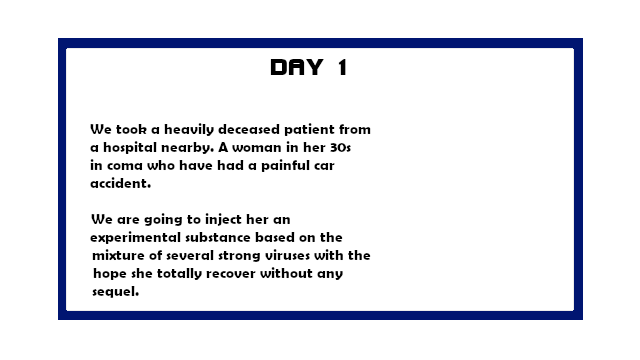 DAY 1
We took a heavily deceased patient from
a hospital nearby. A woman in her 30s
in coma who have had a painful car
accident.
We are going to inject her an
experimental substance based on the
mixture of several strong viruses with the
hope she totally recover without any
sequel.